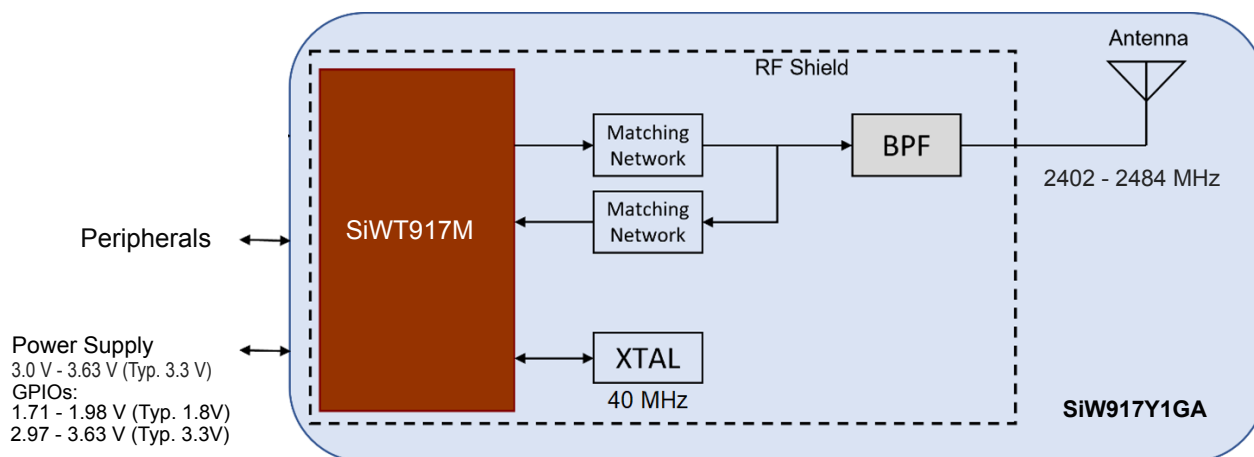 Antenna
RF Shield
Matching
Network
BPF
2402 - 2484 MHz
Matching
Network
SiWT917M
Peripherals
Power Supply
3.0 V - 3.63 V (Typ. 3.3 V)
GPIOs:
1.71 - 1.98 V (Typ. 1.8V)
2.97 - 3.63 V (Typ. 3.3V)
XTAL
40 MHz
SiW917Y1GA